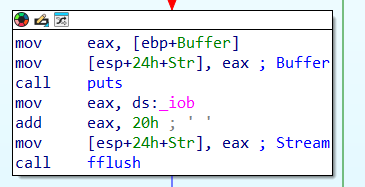 mov eax, [ebp+Buffer]
mov [esp+24h+Str], eax ; Buffer
call puts
mov eax, ds:_iob
add eax, 20h ; ' '
mov [esp+24h+Str], eax ; Stream
call fflush